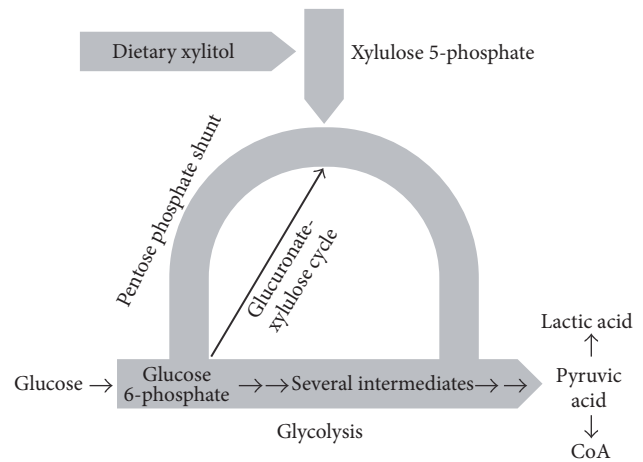 Dietary xylitol
Xylulose 5-phosphate
Pentose phosphate shunt
Glucuronate-
xylulose cycle
Lactic acid
Glucose → Glucose
6-phosphate →→ Several intermediates →→ Pyruvic
acid
Glycolysis
CoA